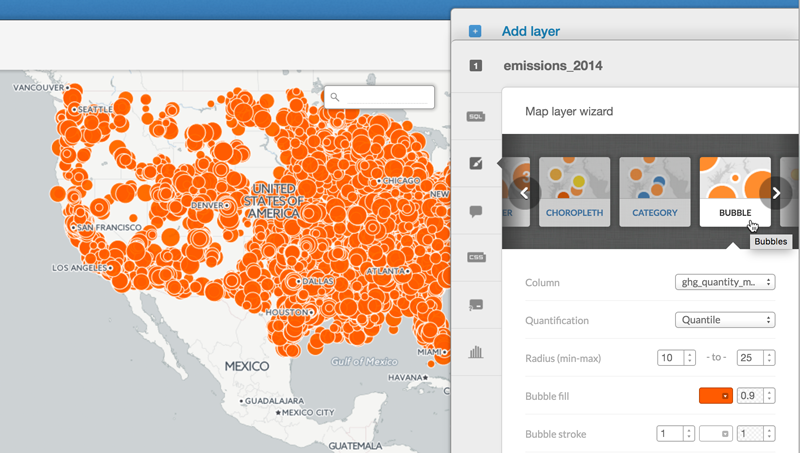 Add layer
1 emissions_2014
Map layer wizard
SQL
CSS
ER
CHOROPLETH
CATEGORY
BUBBLE
Bubbles
Column
ghg_quantity_m..
Quantification
Quantile
Radius (min-max)
10
- to -
25
Bubble fill
0.9
Bubble stroke
1
1
VANCOUVER
SEATTLE
CHICAGO
NEW
UNITED
STATES OF
AMERICA
DENVER
SAN FRANCISCO
LOS ANGELES
ATLANTA
DALLAS
HOUSTON
MIAMI
Gulf of Mexico
MEXICO
HAVANA
GUADALAJARA
MEXICO CITY
GUATEMALA